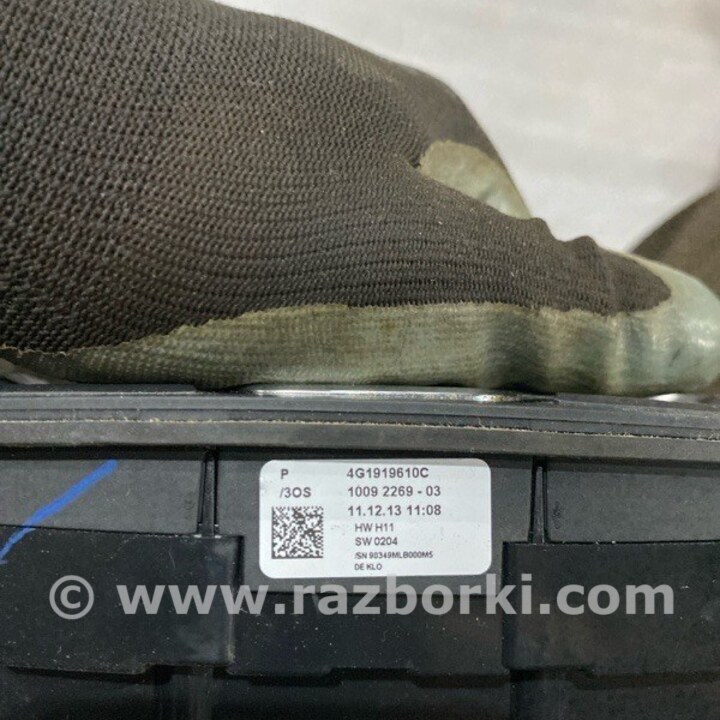 P 4G1919610C
/3OS 1009 2269 - 03
11.12.13 11:08
HW H11
SW 0204
/SN 90349MLB000M5
DE KLO
© www.razborki.com